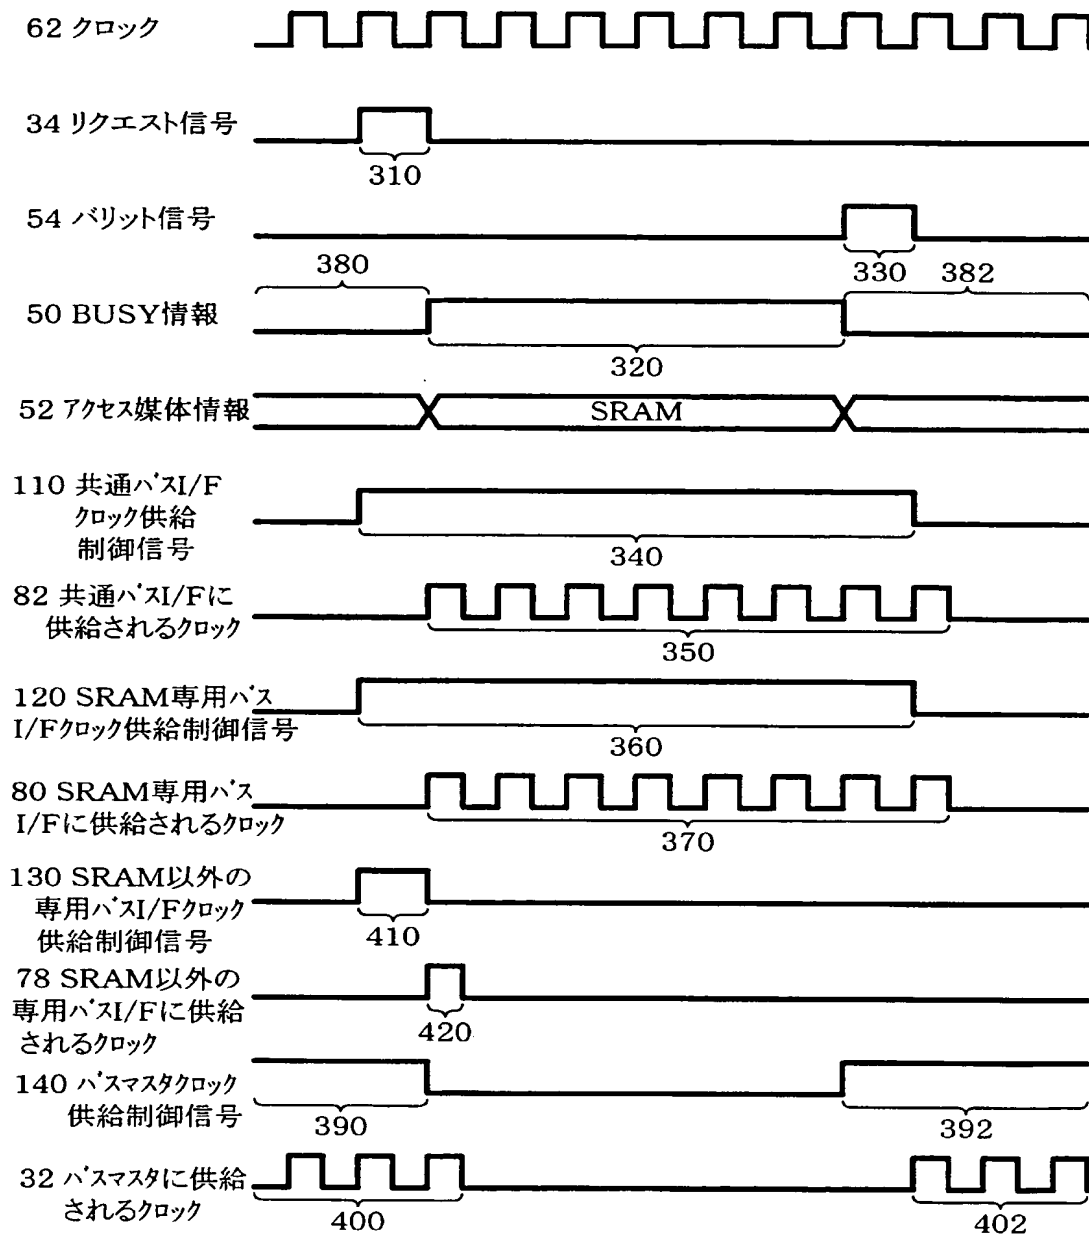 62 クロック
34 リクエスト信号
310
54 バリット信号
380
330
382
50 BUSY情報
320
52 アクセス媒体情報
SRAM
110 共通バスI/F
クロック供給
制御信号
340
82 共通バスI/Fに
供給されるクロック
350
120 SRAM専用バス
I/Fクロック供給制御信号
360
80 SRAM専用バス
I/Fに供給されるクロック
370
130 SRAM以外の
専用バスI/Fクロック
供給制御信号
410
78 SRAM以外の
専用バスI/Fに供給
されるクロック
420
140 バスマスタクロック
供給制御信号
390
392
32 バスマスタに供給
されるクロック
400
402